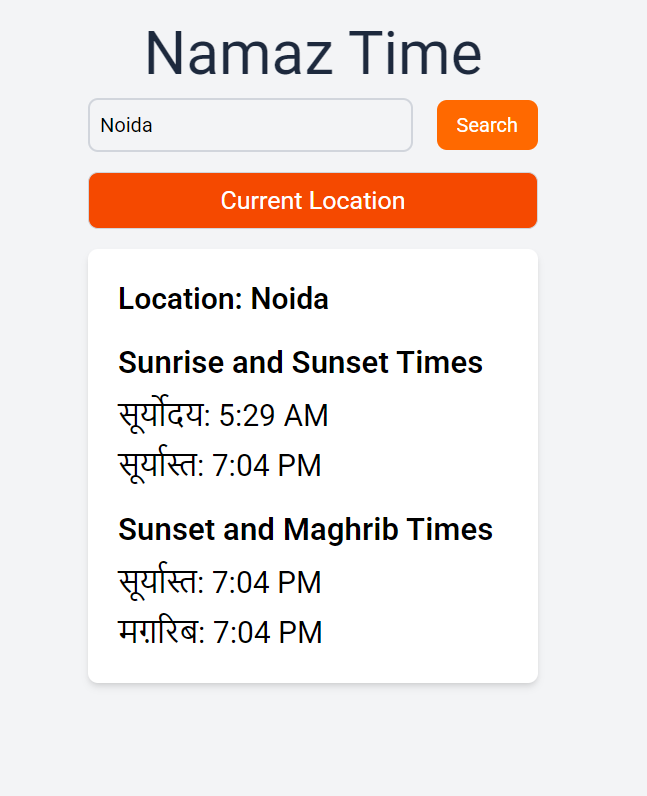 Namaz Time
Noida
Search
Current Location
Location: Noida
Sunrise and Sunset Times
सूर्योदय: 5:29 AM
सूर्यास्त: 7:04 PM
Sunset and Maghrib Times
सूर्यास्त: 7:04 PM
मग़रिब: 7:04 PM